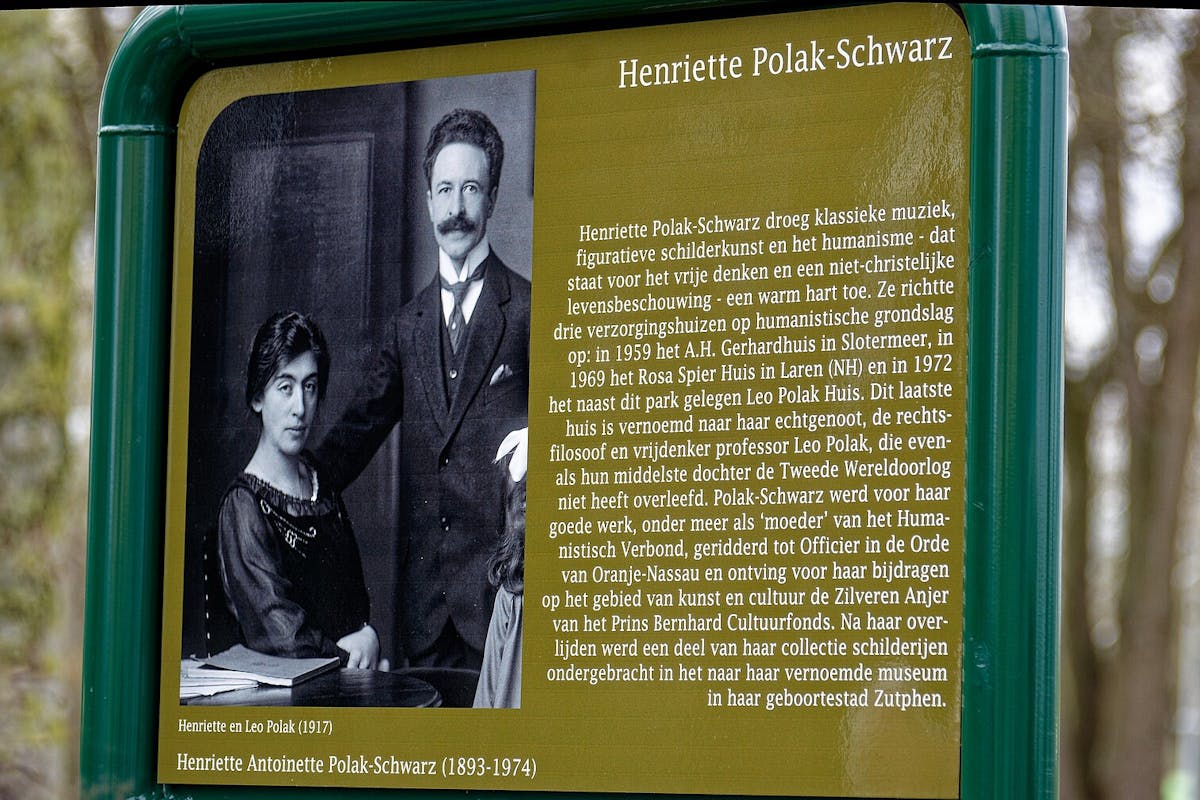 Henriette Polak-Schwarz
Henriette Polak-Schwarz droeg klassieke muziek,
figuratieve schilderkunst en het humanisme - dat
staat voor het vrije denken en een niet-christelijke
levensbeschouwing - een warm hart toe. Ze richtte
drie verzorgingshuizen op humanistische grondslag
op: in 1959 het A.H. Gerhardhuis in Slotermeer, in
1969 het Rosa Spier Huis in Laren (NH) en in 1972
het naast dit park gelegen Leo Polak Huis. Dit laatste
huis is vernoemd naar haar echtgenoot, de rechts-
filosoof en vrijdenker professor Leo Polak, die even-
als hun middelste dochter de Tweede Wereldoorlog
niet heeft overleefd. Polak-Schwarz werd voor haar
goede werk, onder meer als ‘moeder’ van het Huma-
nistisch Verbond, geridderd tot Officier in de Orde
van Oranje-Nassau en ontving voor haar bijdragen
op het gebied van kunst en cultuur de Zilveren Anjer
van het Prins Bernhard Cultuurfonds. Na haar over-
lijden werd een deel van haar collectie schilderijen
ondergebracht in het naar haar vernoemde museum
in haar geboortestad Zutphen.
Henriette en Leo Polak (1917)
Henriette Antoinette Polak-Schwarz (1893-1974)